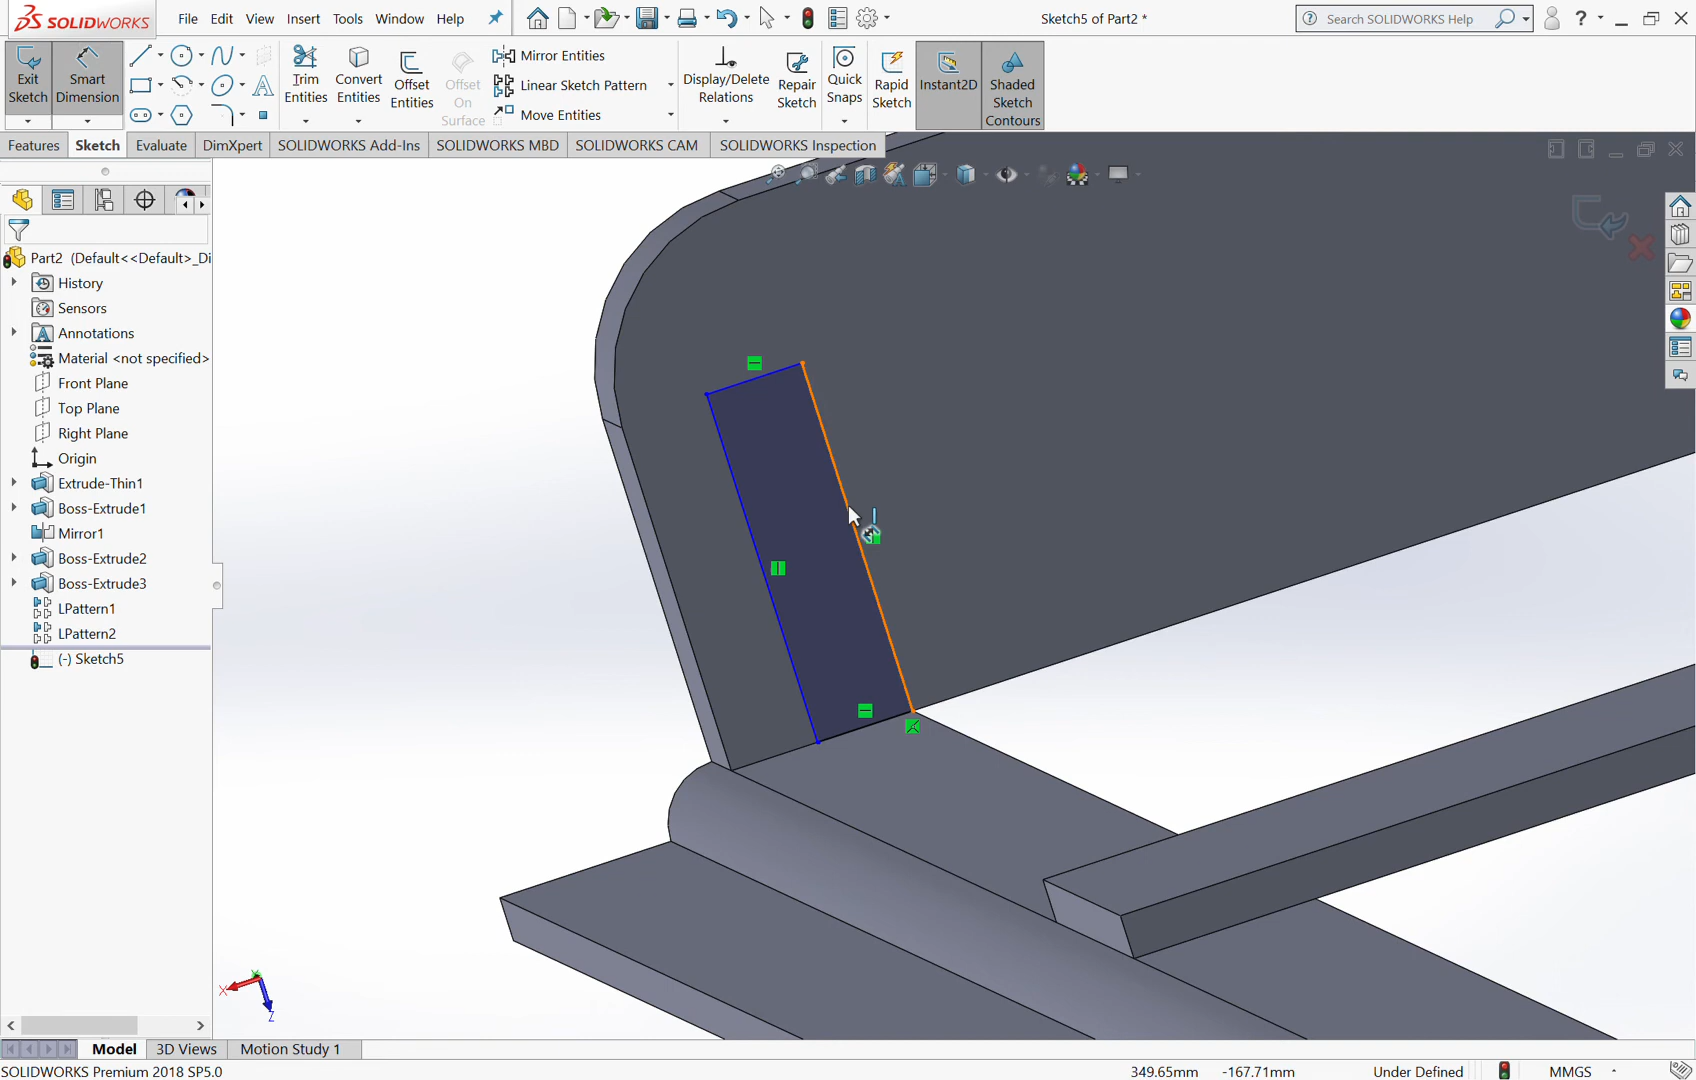 SOLIDWORKS
File Edit View Insert Tools Window Help
Sketch5 of Part2 *
Search SOLIDWORKS Help
?
Exit Sketch
Smart Dimension
Trim Entities
Convert Entities
Offset Entities
Offset On Surface
Mirror Entities
Linear Sketch Pattern
Move Entities
Display/Delete Relations
Repair Sketch
Quick Snaps
Rapid Sketch
Instant2D
Shaded Sketch Contours
Features Sketch Evaluate DimXpert SOLIDWORKS Add-Ins SOLIDWORKS MBD SOLIDWORKS CAM SOLIDWORKS Inspection
Part2 (Default<<Default>_Di
History
Sensors
Annotations
Material <not specified>
Front Plane
Top Plane
Right Plane
Origin
Extrude-Thin1
Boss-Extrude1
Mirror1
Boss-Extrude2
Boss-Extrude3
LPattern1
LPattern2
(-) Sketch5
X
Y
Z
Model 3D Views Motion Study 1
SOLIDWORKS Premium 2018 SP5.0
349.65mm -167.71mm Under Defined MMGS